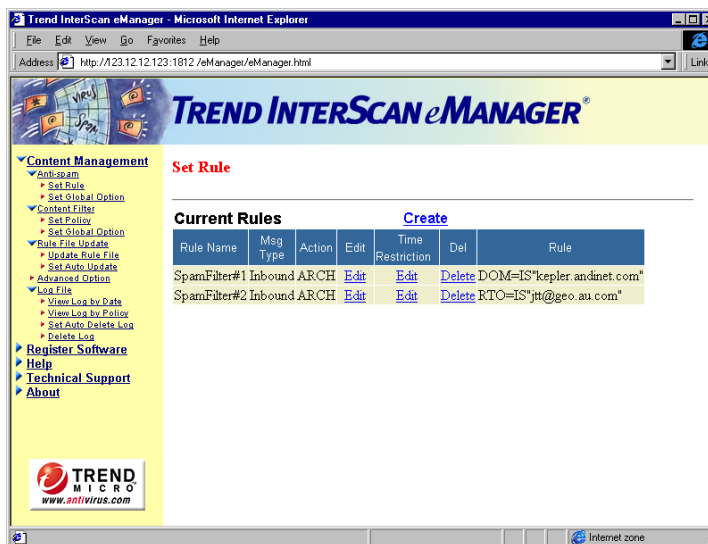 Trend InterScan eManager - Microsoft Internet Explorer
File Edit View Go Favorites Help
Address http://123.12.12.123:1812 /eManager/eManager.html Link
VIRUS
SPAM
TREND INTERSCAN eMANAGER®
Content Management
Anti-spam
Set Rule
Set Global Option
Content Filter
Set Policy
Set Global Option
Rule File Update
Update Rule File
Set Auto Update
Advanced Option
Log File
View Log by Date
View Log by Policy
Set Auto Delete Log
Delete Log
Register Software
Help
Technical Support
About
TREND
MICRO
www.antivirus.com
Set Rule
Current Rules Create
Rule Name Msg Type Action Edit Time Restriction Del Rule
SpamFilter#1 Inbound ARCH Edit Edit Delete DOM=IS"kepler.andinet.com"
SpamFilter#2 Inbound ARCH Edit Edit Delete RTO=IS"jtt@geo.au.com"
Internet zone